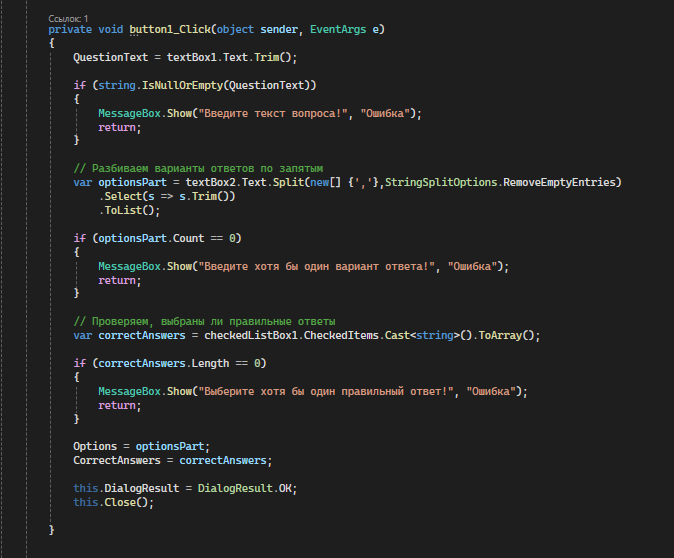 Ссылок: 1
private void button1_Click(object sender, EventArgs e)
{
QuestionText = textBox1.Text.Trim();
if (string.IsNullOrEmpty(QuestionText))
{
MessageBox.Show("Введите текст вопроса!", "Ошибка");
return;
}
// Разбиваем варианты ответов по запятым
var optionsPart = textBox2.Text.Split(new[] {','},StringSplitOptions.RemoveEmptyEntries)
.Select(s => s.Trim())
.ToList();
if (optionsPart.Count == 0)
{
MessageBox.Show("Введите хотя бы один вариант ответа!", "Ошибка");
return;
}
// Проверяем, выбраны ли правильные ответы
var correctAnswers = checkedListBox1.CheckedItems.Cast<string>().ToArray();
if (correctAnswers.Length == 0)
{
MessageBox.Show("Выберите хотя бы один правильный ответ!", "Ошибка");
return;
}
Options = optionsPart;
CorrectAnswers = correctAnswers;
this.DialogResult = DialogResult.OK;
this.Close();
}